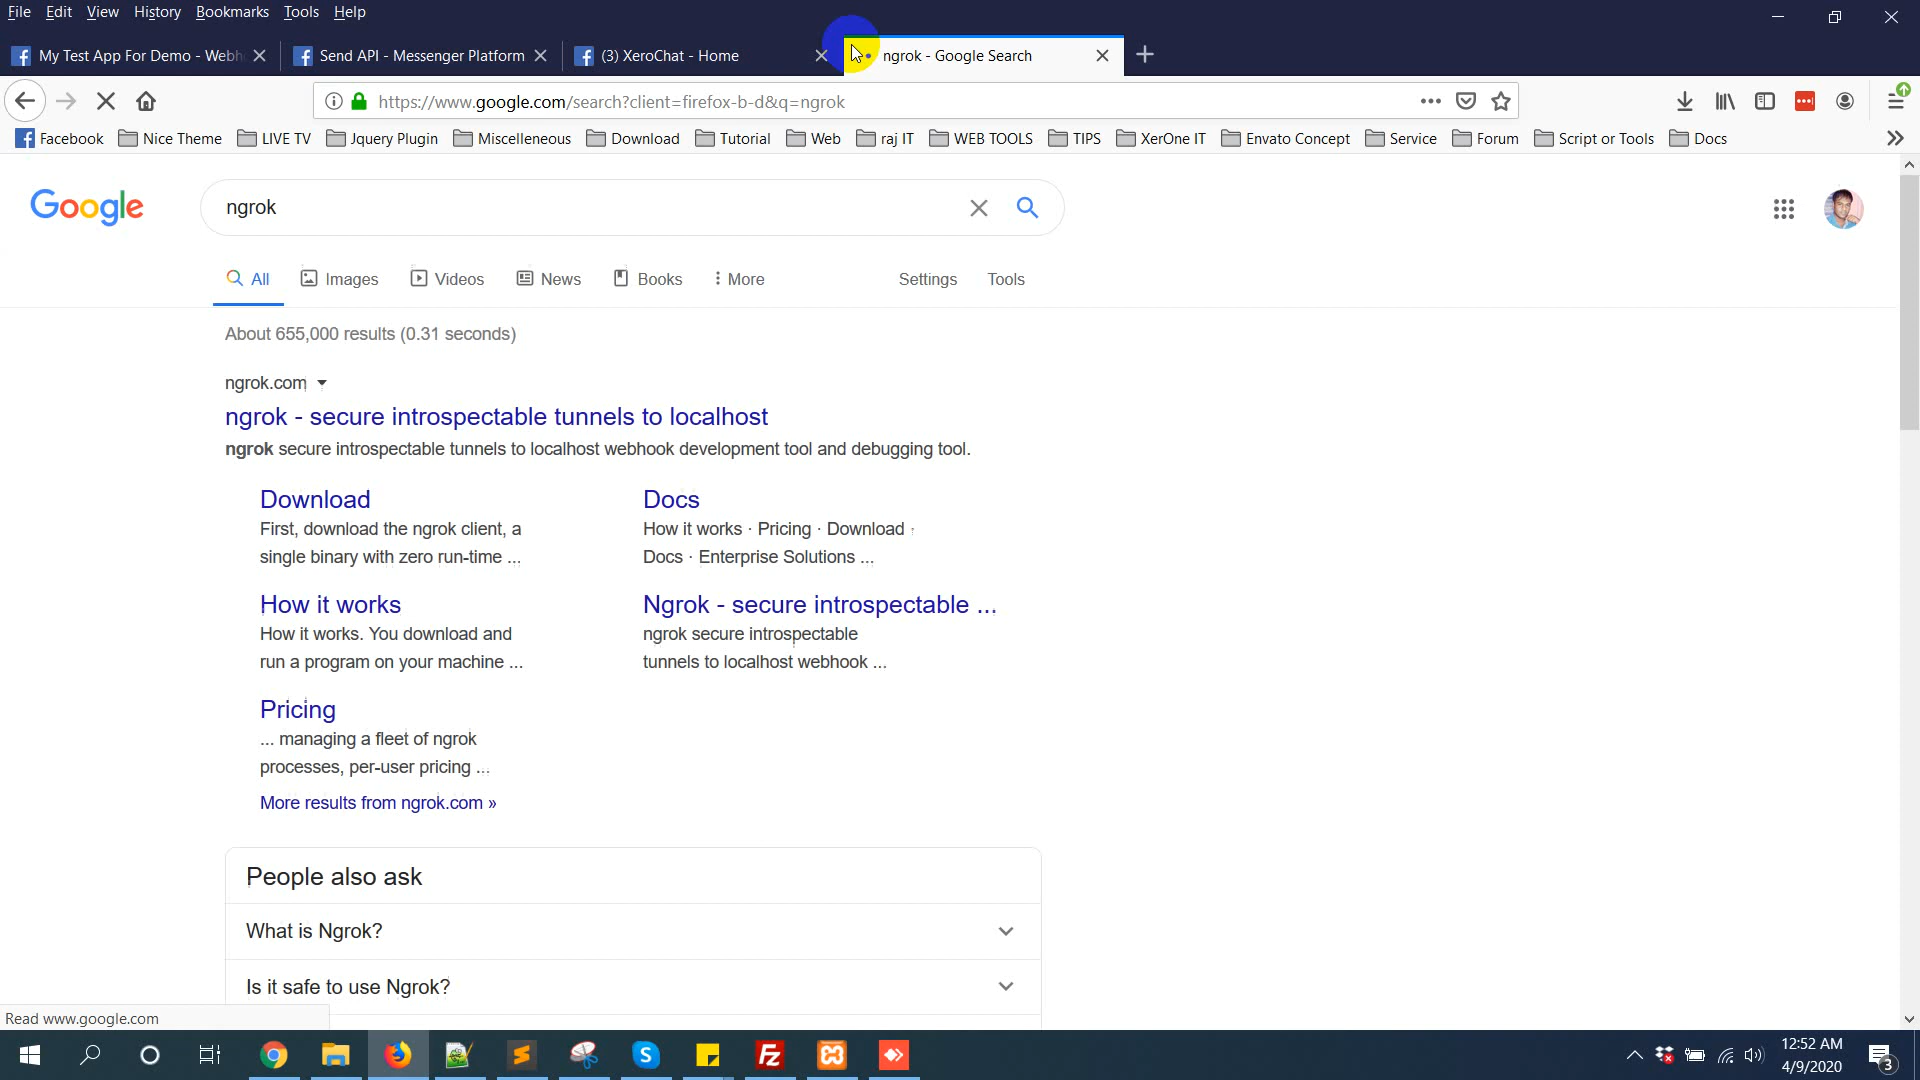 File Edit View History Bookmarks Tools Help
My Test App For Demo - Webh
Send API - Messenger Platform
(3) XeroChat - Home
ngrok - Google Search
https://www.google.com/search?client=firefox-b-d&q=ngrok
Facebook Nice Theme LIVE TV Jquery Plugin Miscelleneous Download Tutorial Web raj IT WEB TOOLS TIPS XerOne IT Envato Concept Service Forum Script or Tools Docs
Google
ngrok
All Images Videos News Books More Settings Tools
About 655,000 results (0.31 seconds)
ngrok.com
ngrok - secure introspectable tunnels to localhost
ngrok secure introspectable tunnels to localhost webhook development tool and debugging tool.
Download
First, download the ngrok client, a
single binary with zero run-time ...
Docs
How it works · Pricing · Download ·
Docs · Enterprise Solutions ...
How it works
How it works. You download and
run a program on your machine ...
Ngrok - secure introspectable ...
ngrok secure introspectable
tunnels to localhost webhook ...
Pricing
... managing a fleet of ngrok
processes, per-user pricing ...
More results from ngrok.com »
People also ask
What is Ngrok?
Is it safe to use Ngrok?
Read www.google.com
12:52 AM
4/9/2020
3